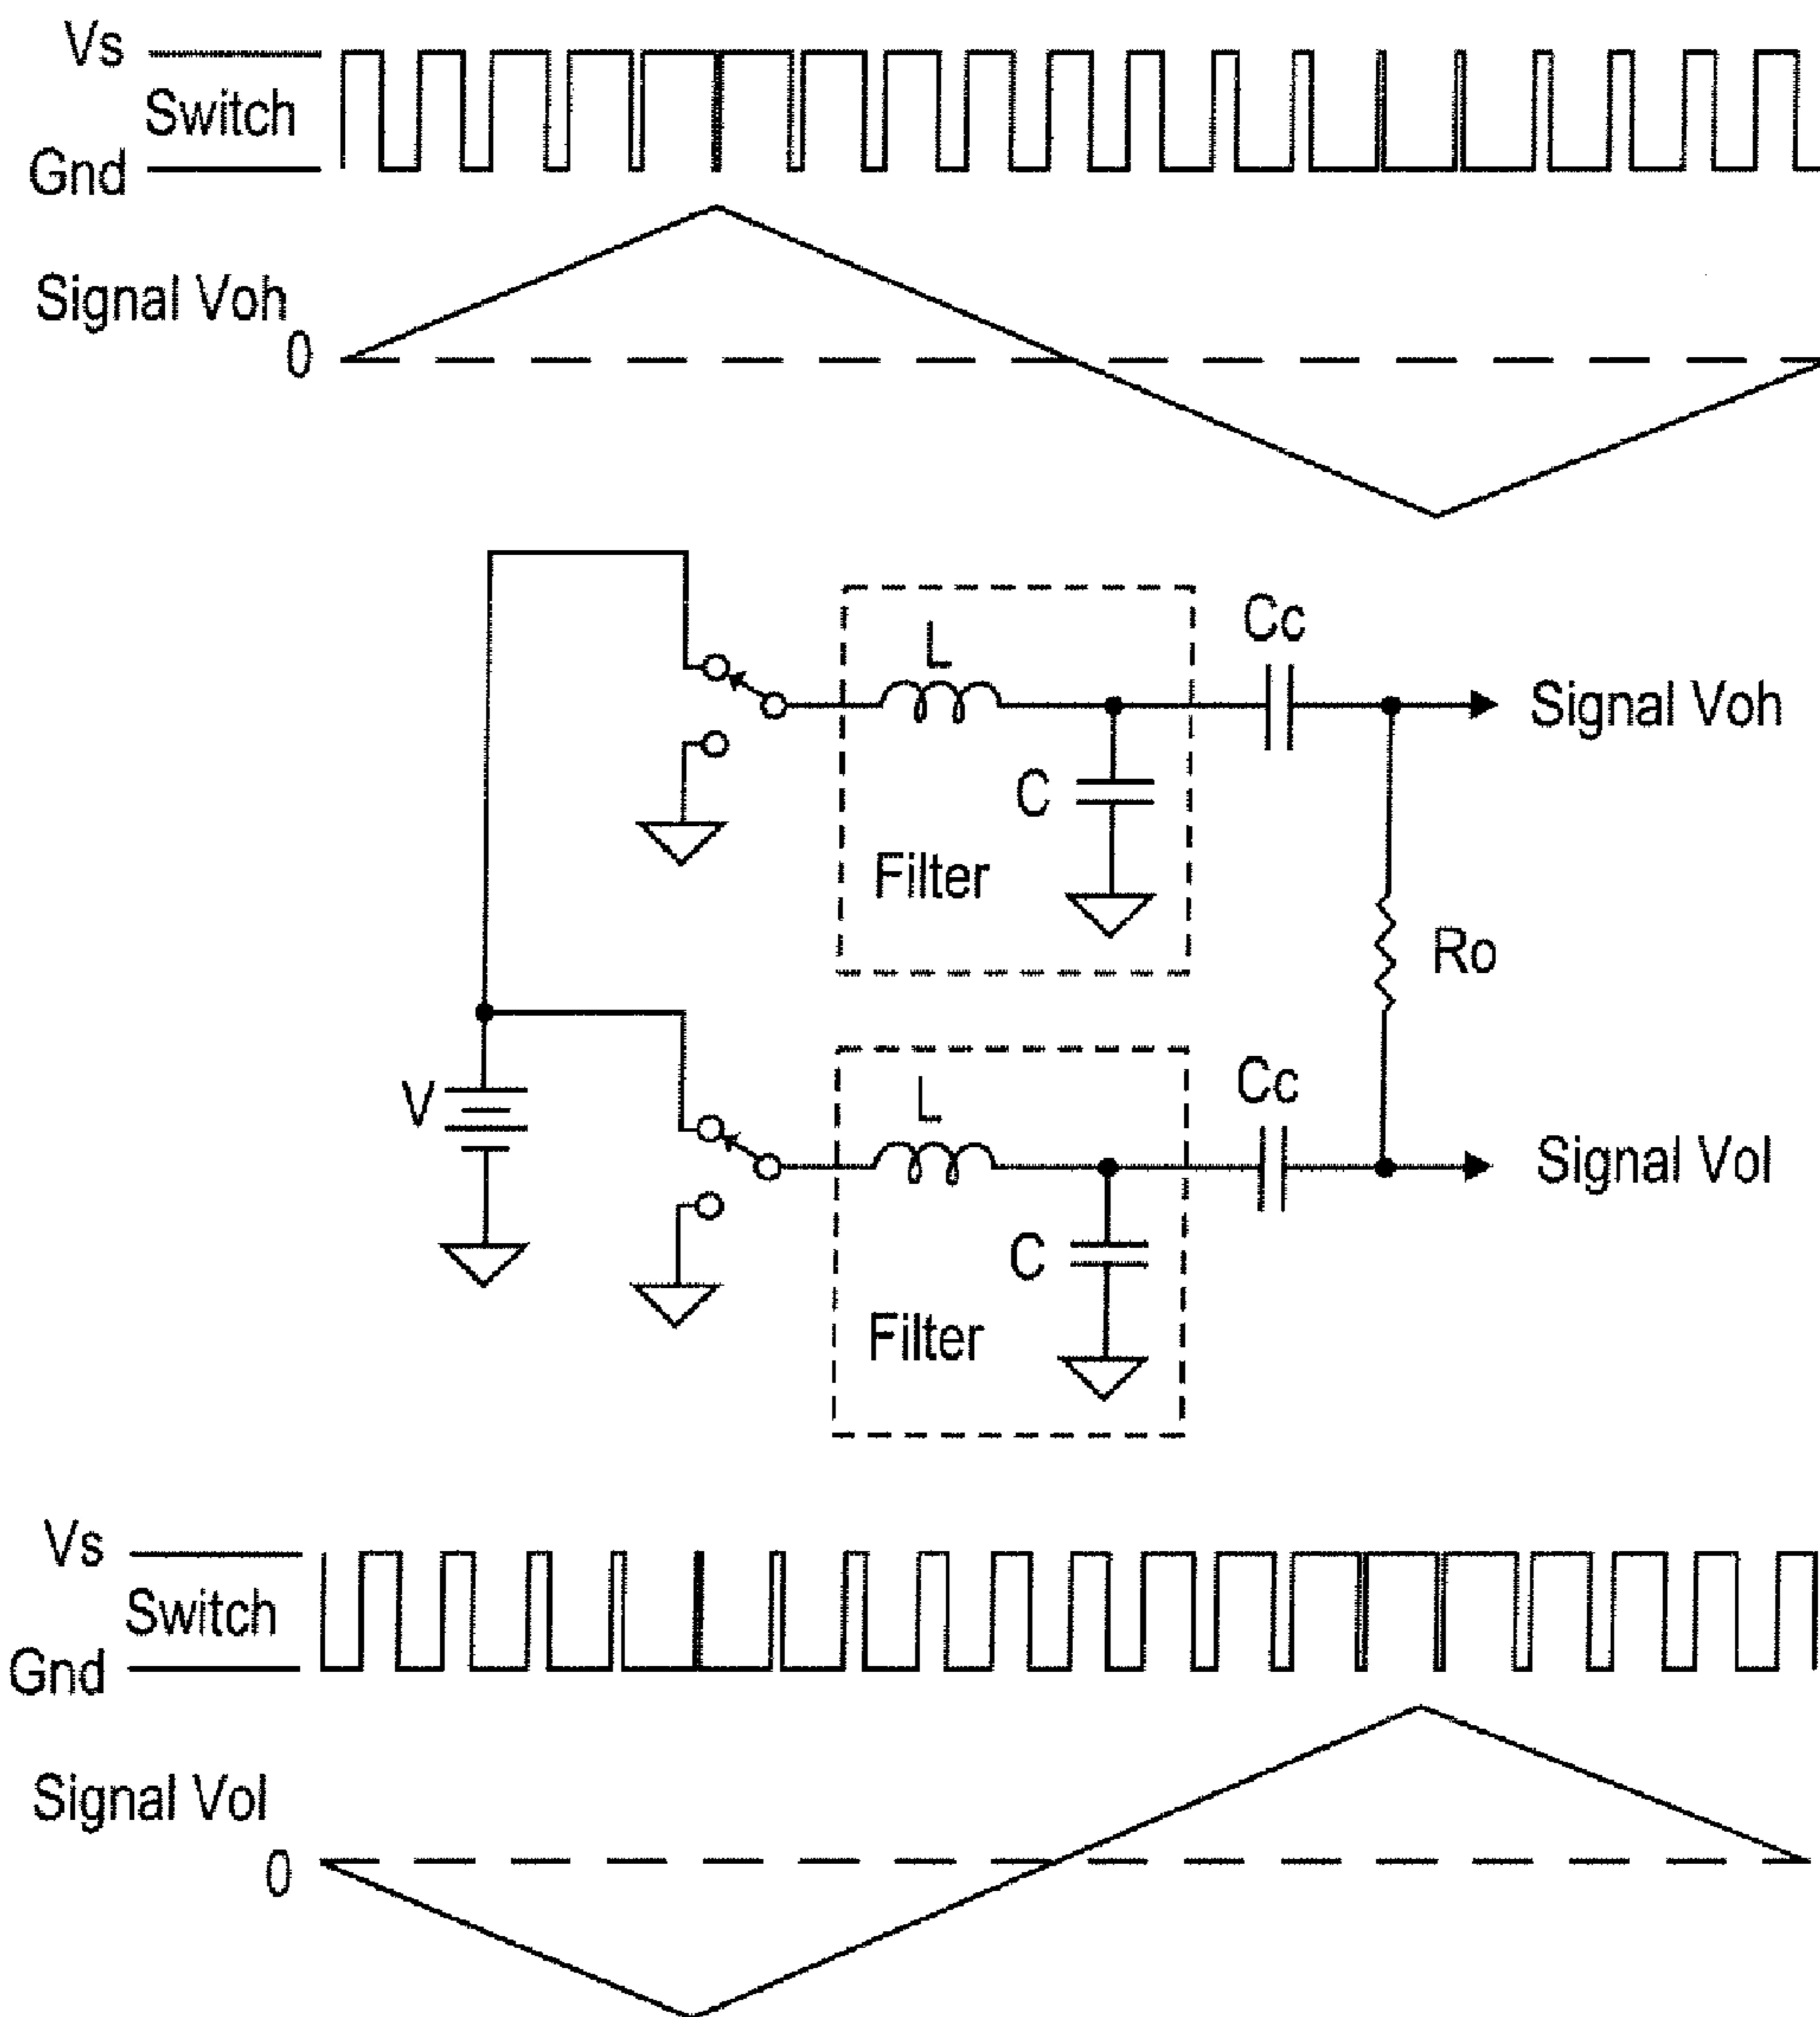 Vs
Switch
Gnd
Signal Voh
0
L
Cc
Signal Voh
C
Filter
Ro
V
L
Cc
Signal Vol
C
Filter
Vs
Switch
Gnd
Signal Vol
0